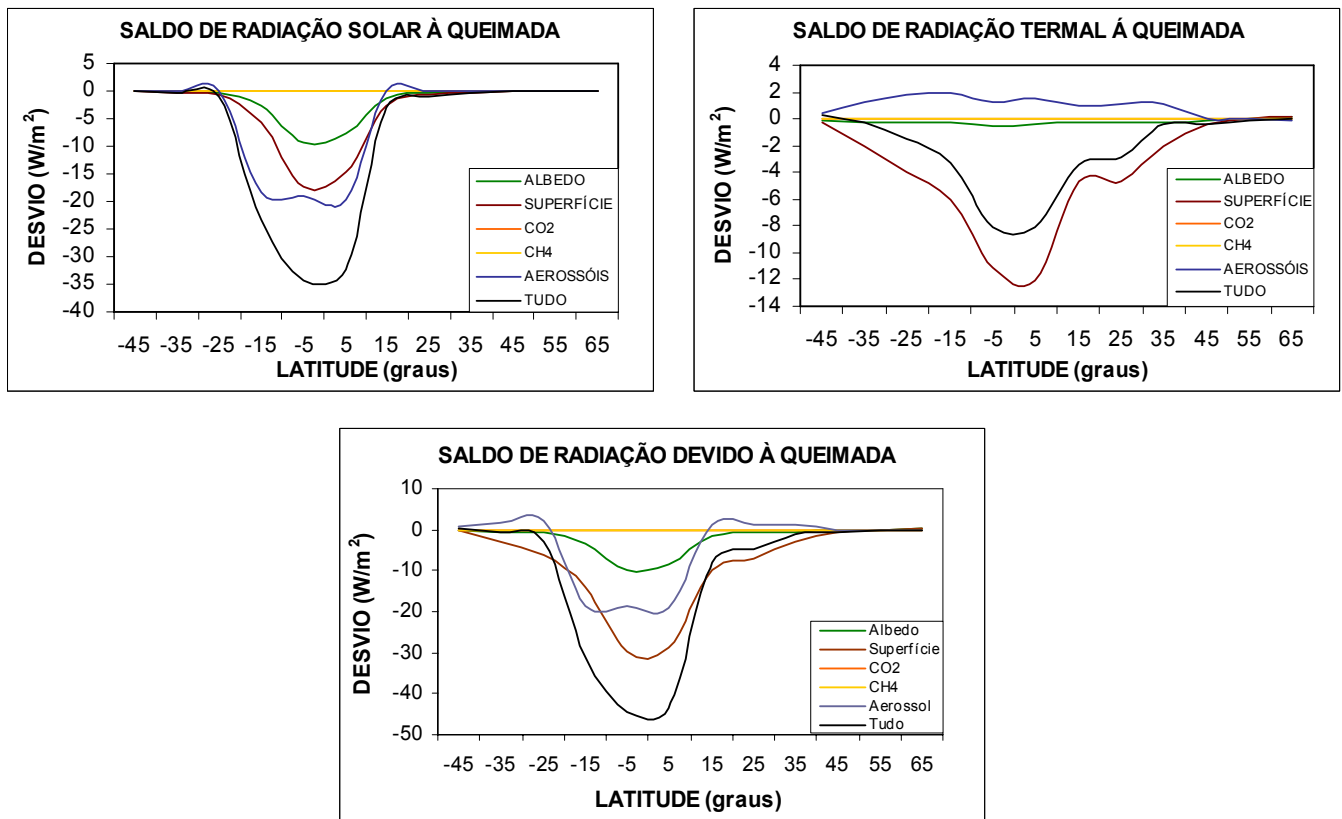 SALDO DE RADIAÇÃO SOLAR À QUEIMADA
5
0
-5
-10
-15
-20
-25
-30
-35
-40
DESVIO (W/m²)
ALBEDO
SUPERFÍCIE
CO2
CH4
AEROSSÓIS
TUDO
-45 -35 -25 -15 -5 5 15 25 35 45 55 65
LATITUDE (graus)
SALDO DE RADIAÇÃO TERMAL Á QUEIMADA
4
2
0
-2
-4
-6
-8
-10
-12
-14
DESVIO (W/m²)
ALBEDO
SUPERFÍCIE
CO2
CH4
AEROSSÓIS
TUDO
-45 -35 -25 -15 -5 5 15 25 35 45 55 65
LATITUDE (graus)
SALDO DE RADIAÇÃO DEVIDO À QUEIMADA
10
0
-10
-20
-30
-40
-50
DESVIO (W/m²)
Albedo
Superfície
CO2
CH4
Aerossol
Tudo
-45 -35 -25 -15 -5 5 15 25 35 45 55 65
LATITUDE (graus)